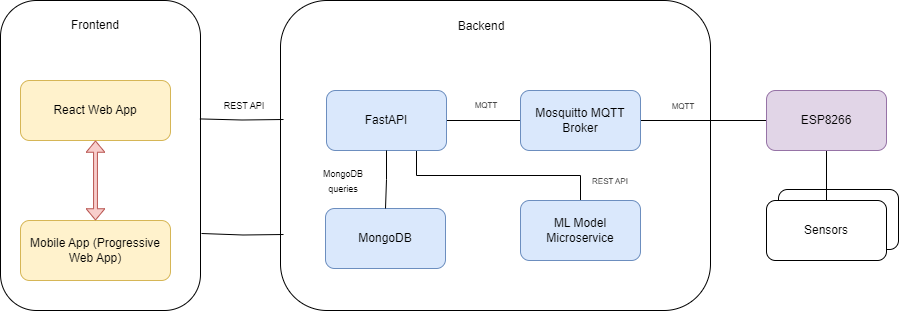 Frontend
Backend
React Web App
REST API
FastAPI
MQTT
Mosquitto MQTT
Broker
MQTT
ESP8266
MongoDB
queries
REST API
Mobile App (Progressive
Web App)
MongoDB
ML Model
Microservice
Sensors